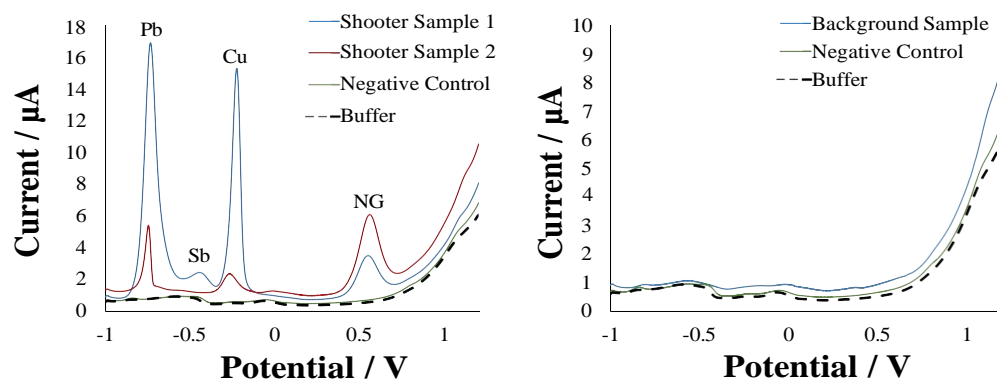 Current / µA
18
16
14
12
10
8
6
4
2
0
-1
-0.5
0
0.5
1
Potential / V
Pb
Sb
Cu
NG
Shooter Sample 1
Shooter Sample 2
Negative Control
Buffer
Current / µA
10
9
8
7
6
5
4
3
2
1
0
-1
-0.5
0
0.5
1
Potential / V
Background Sample
Negative Control
Buffer